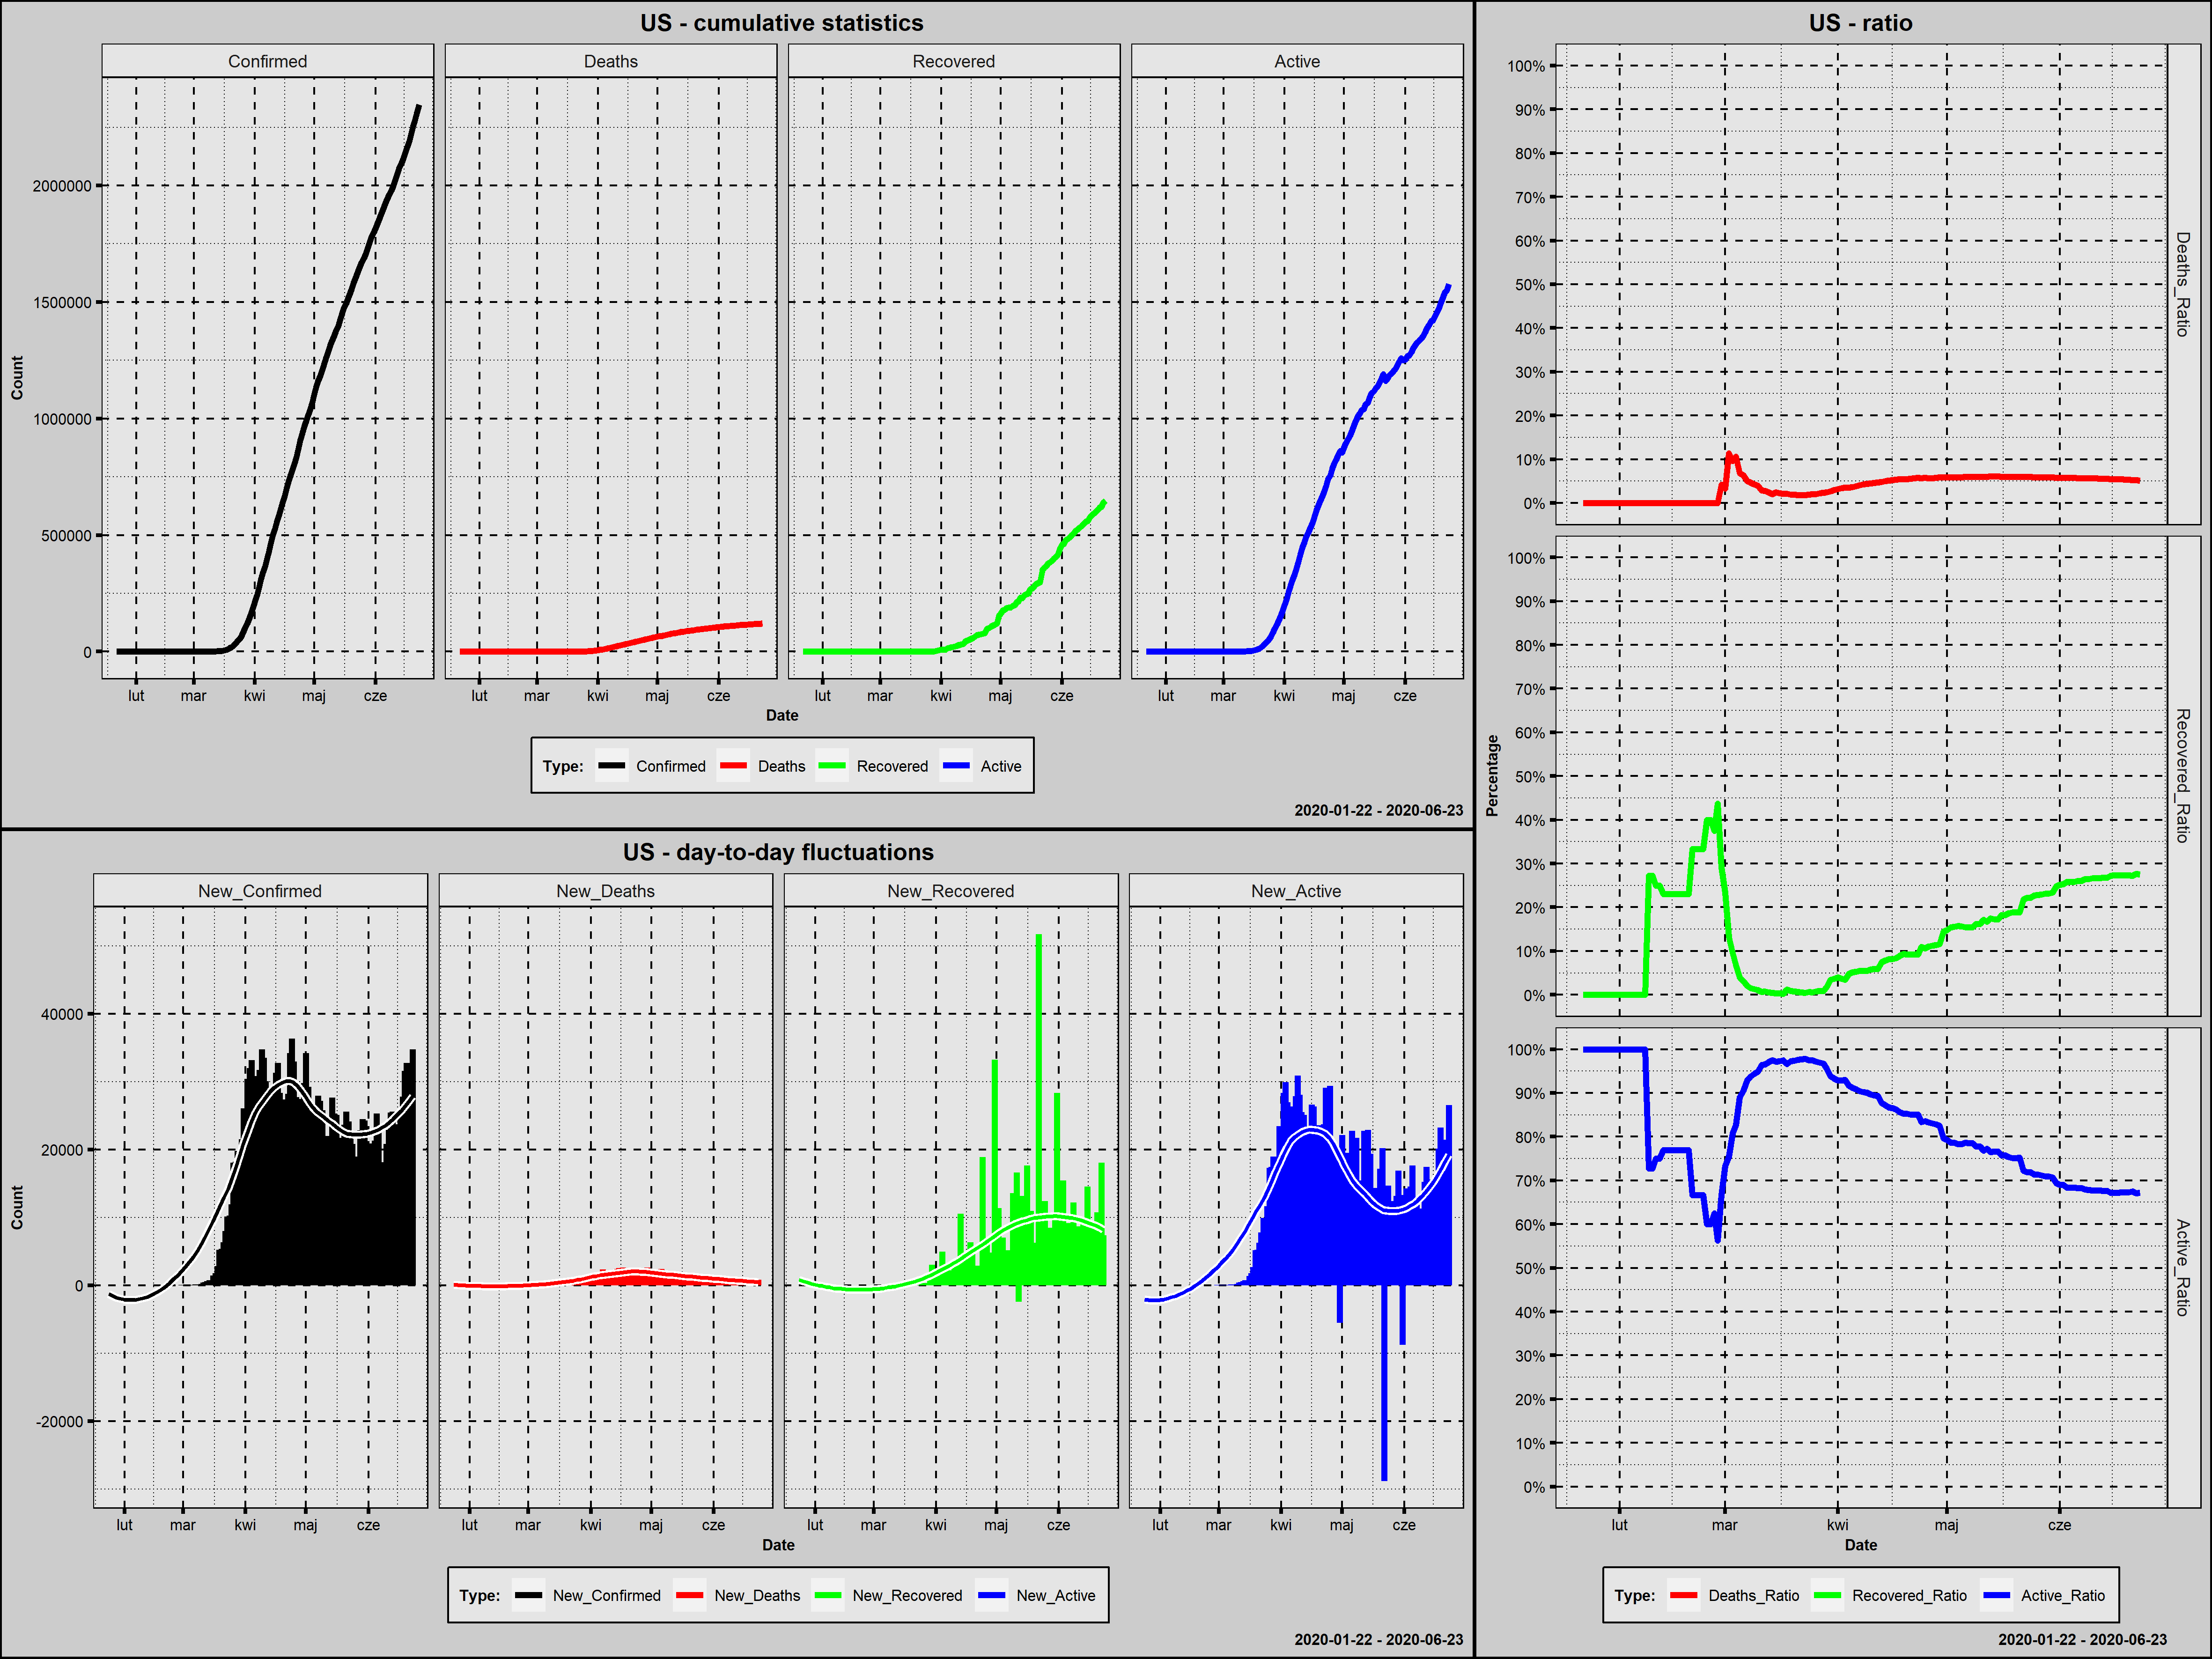 US - cumulative statistics
Confirmed Deaths Recovered Active
Count
2000000
1500000
1000000
500000
0
lut mar kwi maj cze lut mar kwi maj cze lut mar kwi maj cze lut mar kwi maj cze
Date
Type: Confirmed Deaths Recovered Active
2020-01-22 - 2020-06-23
US - day-to-day fluctuations
New_Confirmed New_Deaths New_Recovered New_Active
Count
40000
20000
0
-20000
lut mar kwi maj cze lut mar kwi maj cze lut mar kwi maj cze lut mar kwi maj cze
Date
Type: New_Confirmed New_Deaths New_Recovered New_Active
2020-01-22 - 2020-06-23
US - ratio
Percentage
100%
90%
80%
70%
60%
50%
40%
30%
20%
10%
0%
Deaths_Ratio
100%
90%
80%
70%
60%
50%
40%
30%
20%
10%
0%
Recovered_Ratio
100%
90%
80%
70%
60%
50%
40%
30%
20%
10%
0%
Active_Ratio
lut mar kwi maj cze
Date
Type: Deaths_Ratio Recovered_Ratio Active_Ratio
2020-01-22 - 2020-06-23